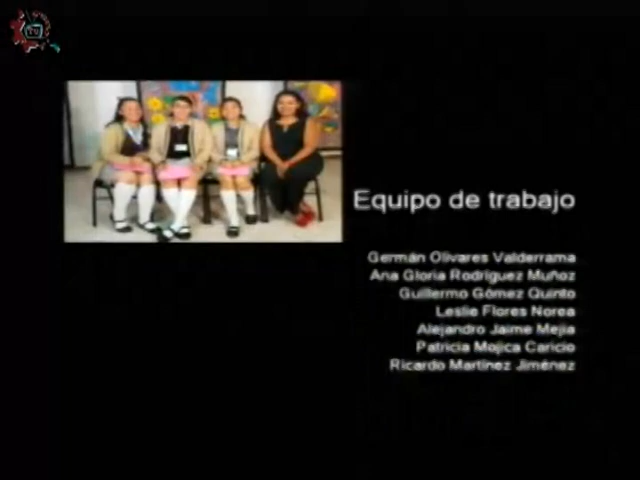 Equipo de trabajo
Germán Olivares Valderrama
Ana Gloria Rodríguez Muñoz
Guillermo Gómez Quinto
Leslie Flores Norea
Alejandro Jaime Mejia
Patricia Mojica Caricio
Ricardo Martínez Jiménez